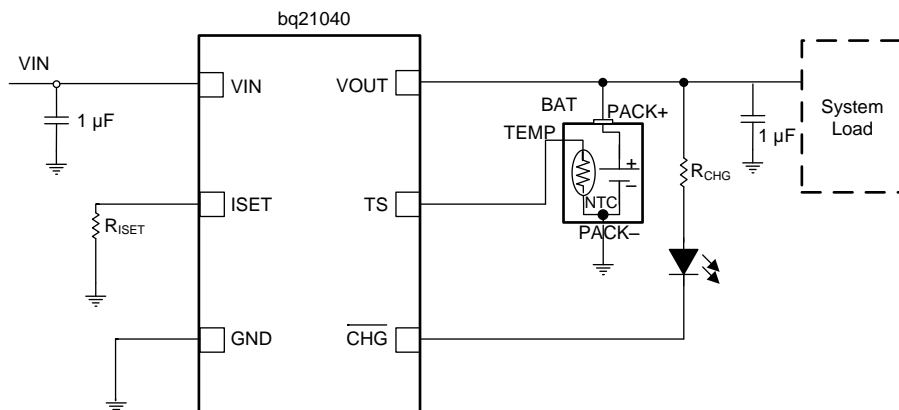 bq21040
VIN
VIN
VOUT
1 µF
BAT
PACK+
TEMP
+
−
NTC
PACK–
RCHG
1 µF
System
Load
ISET
TS
RISET
GND
CHG